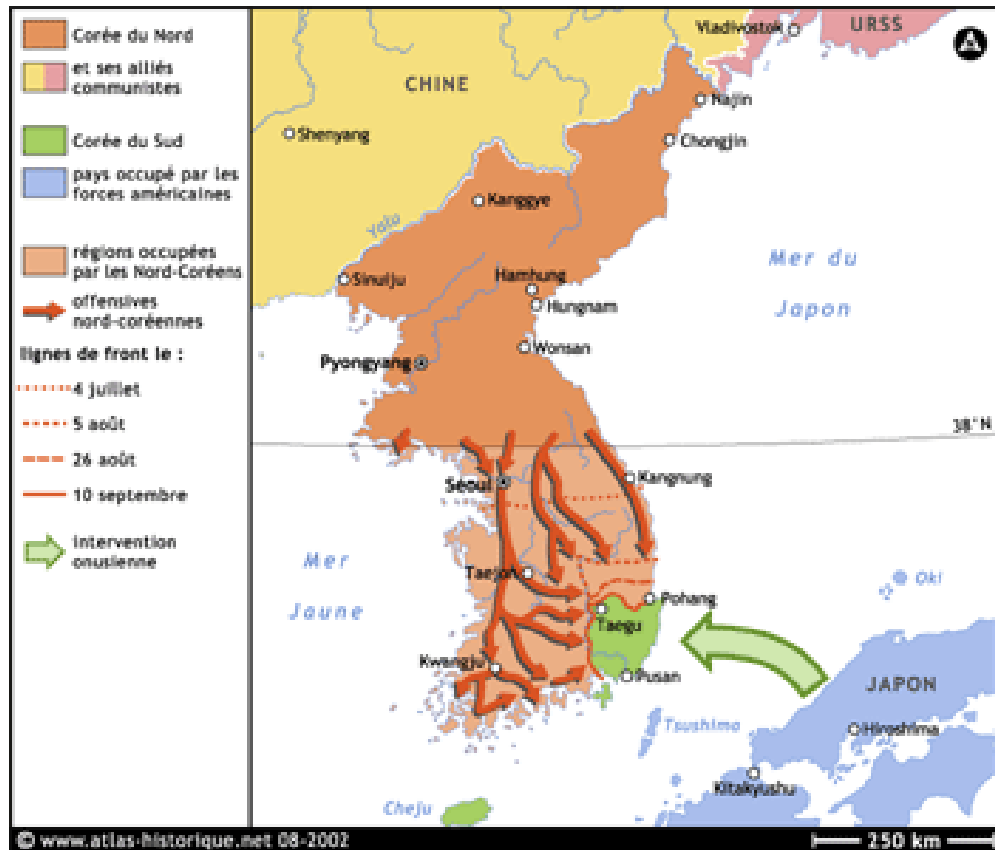 Corée du Nord
et ses alliés
communistes
Corée du Sud
pays occupé par les
forces américaines
régions occupées
par les Nord-Coréens
offensives
nord-coréennes
lignes de front le :
4 juillet
5 août
26 août
10 septembre
intervention
onusienne
Vladivostok
URSS
CHINE
Najin
Shenyang
Chongjin
Kanggye
Yalu
Mer du
Japon
Sinuiju
Hamhung
Hungnam
Wonsan
Pyongyang
38°N
Séoul
Kangnung
Mer
Jaune
Taejon
Oki
Pohang
Taegu
Kwangju
Pusan
JAPON
Tsushima
Hiroshima
Kitakyushu
Cheju
© www.atlas-historique.net 08-2002
250 km